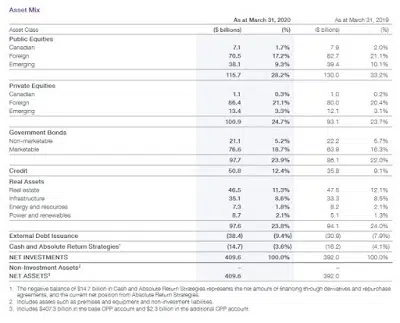 Asset Mix
As at March 31, 2020 As at March 31, 2019
Asset Class ($ billions) (%) ($ billions) (%)
Public Equities
Canadian 7.1 1.7% 7.9 2.0%
Foreign 70.5 17.2% 82.7 21.1%
Emerging 38.1 9.3% 39.4 10.1%
115.7 28.2% 130.0 33.2%
Private Equities
Canadian 1.1 0.3% 1.0 0.2%
Foreign 86.4 21.1% 80.0 20.4%
Emerging 13.4 3.3% 12.1 3.1%
100.9 24.7% 93.1 23.7%
Government Bonds
Non-marketable 21.1 5.2% 22.2 5.7%
Marketable 76.6 18.7% 63.9 16.3%
97.7 23.9% 86.1 22.0%
Credit 50.8 12.4% 35.8 9.1%
Real Assets
Real estate 46.5 11.3% 47.5 12.1%
Infrastructure 35.1 8.6% 33.3 8.5%
Energy and resources 7.3 1.8% 8.2 2.1%
Power and renewables 8.7 2.1% 5.1 1.3%
97.6 23.8% 94.1 24.0%
External Debt Issuance (38.4) (9.4%) (30.9) (7.9%)
Cash and Absolute Return Strategies¹ (14.7) (3.6%) (16.2) (4.1%)
NET INVESTMENTS 409.6 100.0% 392.0 100.0%
Non-Investment Assets² – –
NET ASSETS³ 409.6 392.0
1 The negative balance of $14.7 billion in Cash and Absolute Return Strategies represents the net amount of financing through derivatives and repurchase
agreements, and the current net position from Absolute Return Strategies.
2 Includes assets such as premises and equipment and non-investment liabilities.
3 Includes $407.3 billion in the base CPP account and $2.3 billion in the additional CPP account.